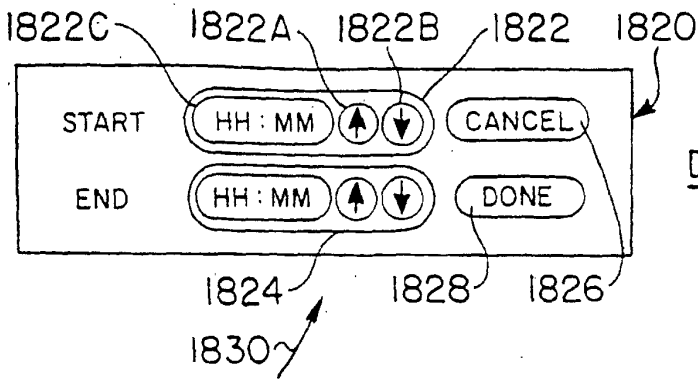 1822C 1822A 1822B 1822 1820
START HH : MM ↑ ↓ CANCEL
END HH : MM ↑ ↓ DONE
1824 1828 1826
1830